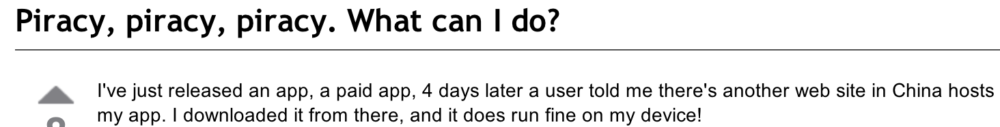 Piracy, piracy, piracy. What can I do?
I've just released an app, a paid app, 4 days later a user told me there's another web site in China hosts
my app. I downloaded it from there, and it does run fine on my device!